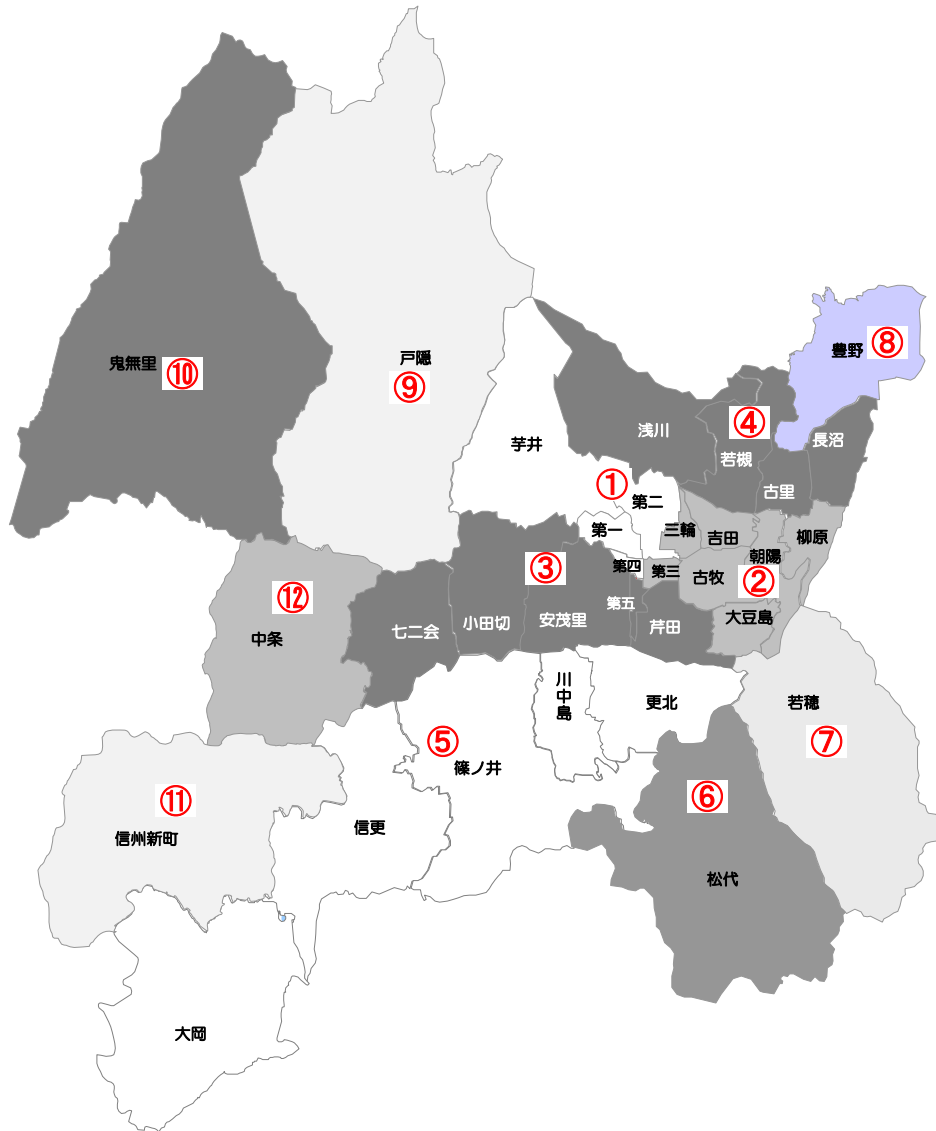 豊野
⑧
鬼無里
⑩
戸隠
⑨
④
浅川
長沼
芋井
若槻
①
古里
第二
第一
三輪
吉田
柳原
朝陽
③
第四
第三
古牧
②
⑫
第五
小田切
安茂里
大豆島
七二会
芹田
中条
川中島
更北
若穂
⑤
⑦
篠ノ井
⑥
⑪
信更
信州新町
松代
大岡